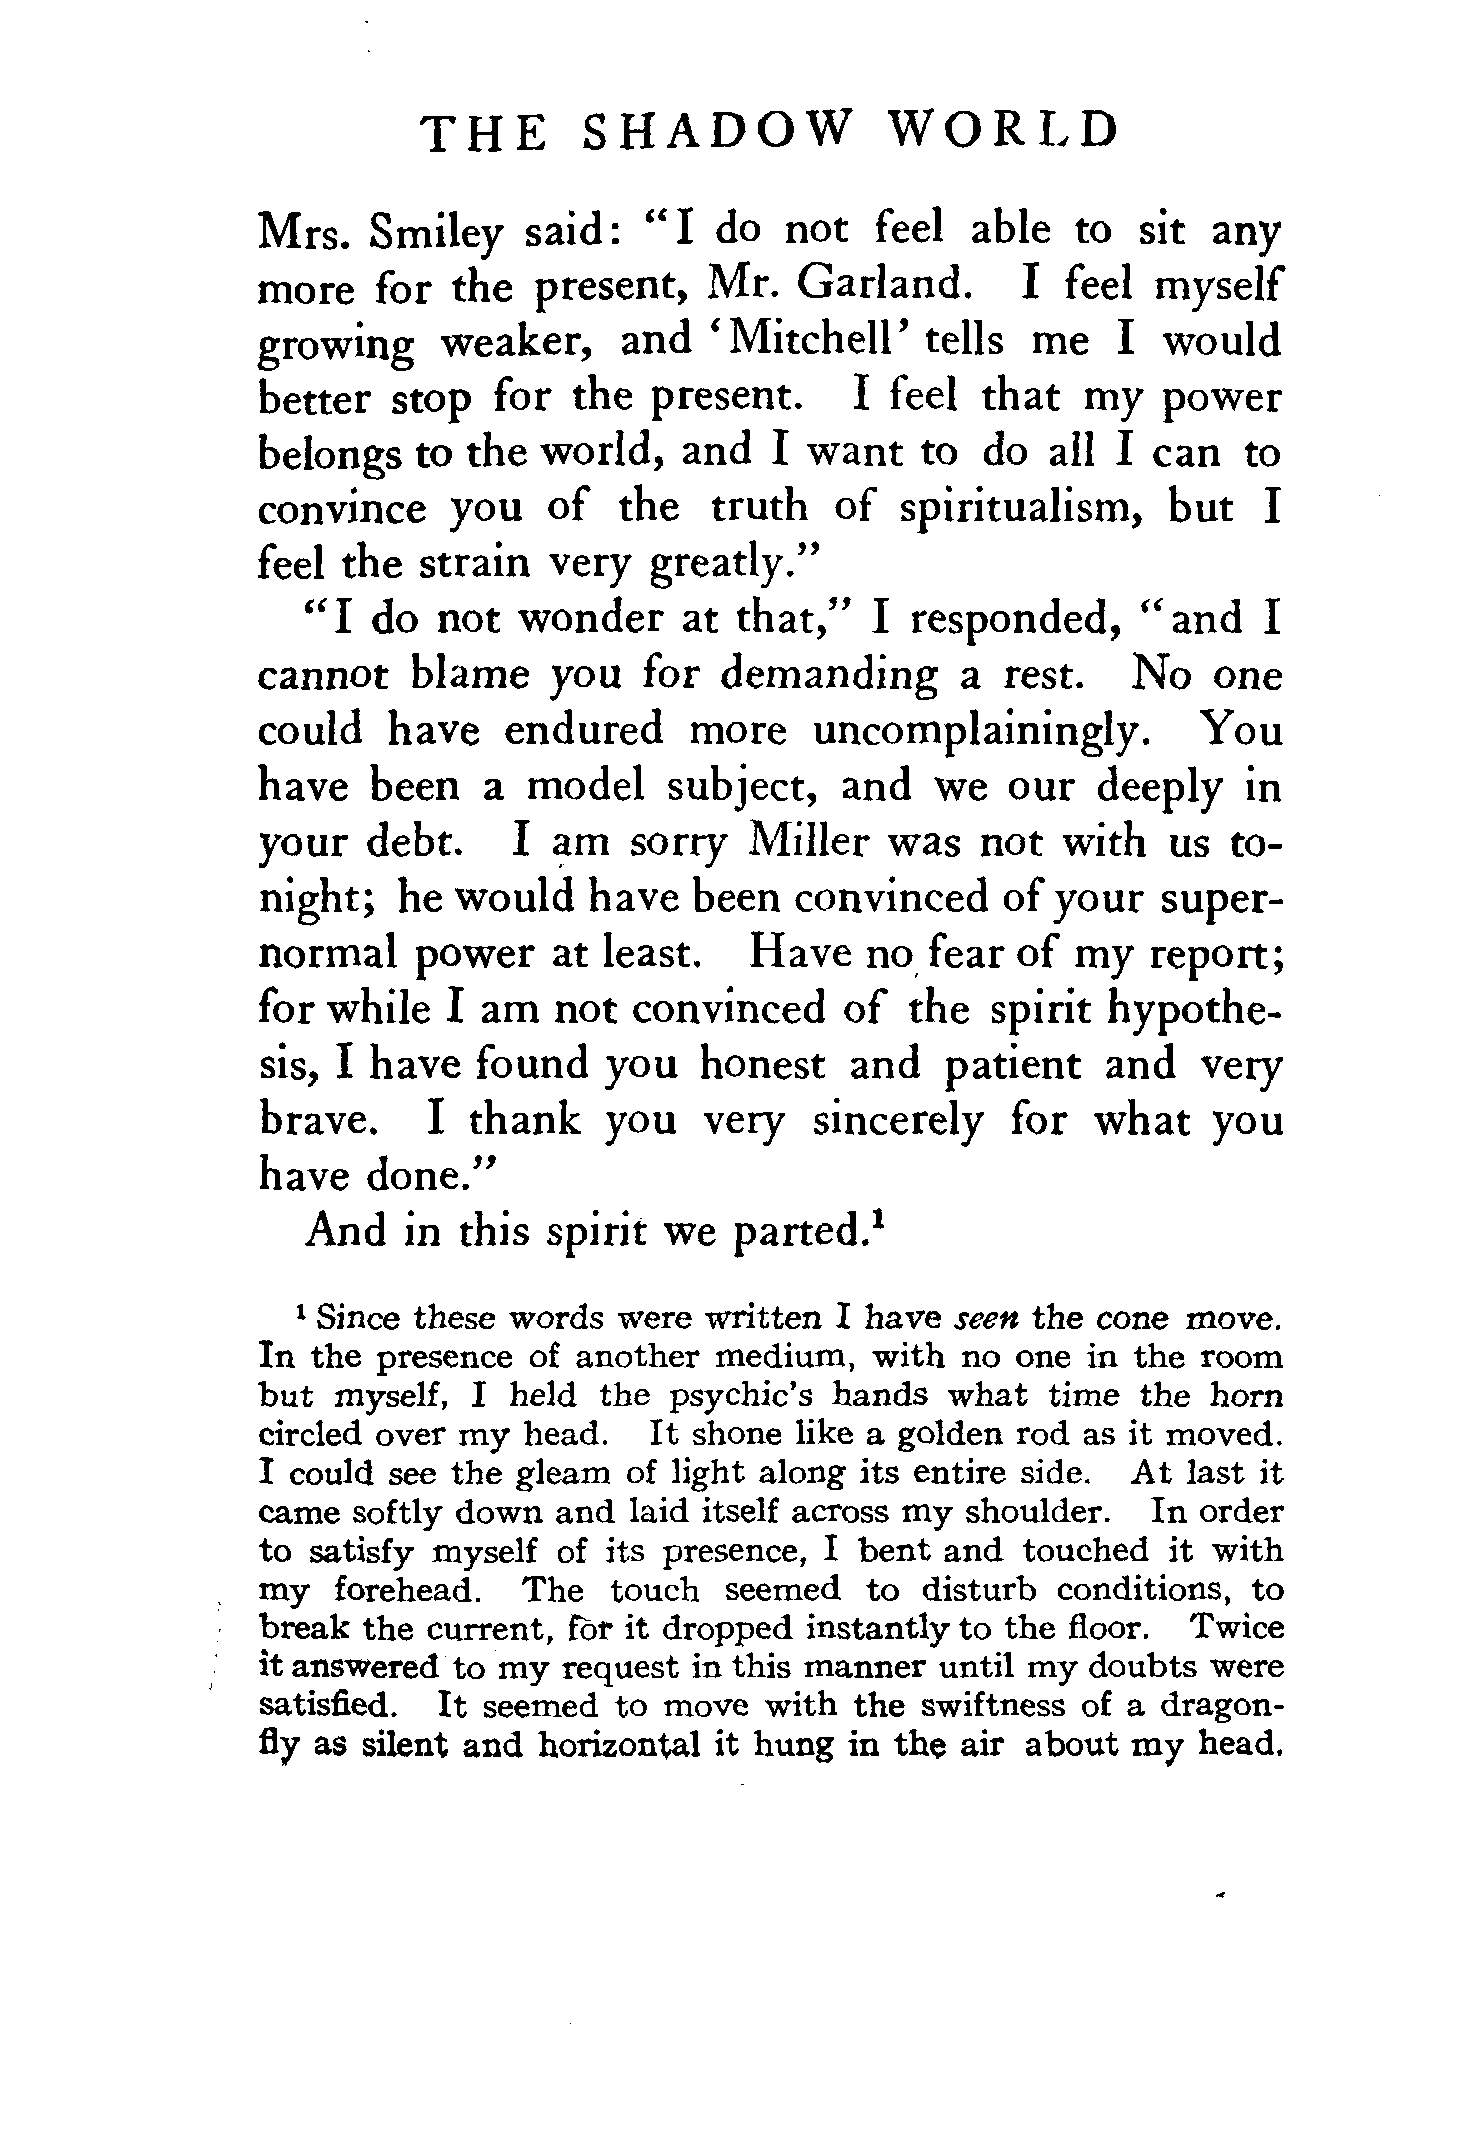 THE SHADOW WORLD
Mrs. Smiley said: “I do not feel able to sit any
more for the present, Mr. Garland. I feel myself
growing weaker, and ‘Mitchell’ tells me I would
better stop for the present. I feel that my power
belongs to the world, and I want to do all I can to
convince you of the truth of spiritualism, but I
feel the strain very greatly.”
“I do not wonder at that,” I responded, “and I
cannot blame you for demanding a rest. No one
could have endured more uncomplainingly. You
have been a model subject, and we our deeply in
your debt. I am sorry Miller was not with us to-
night; he would have been convinced of your super-
normal power at least. Have no fear of my report;
for while I am not convinced of the spirit hypothe-
sis, I have found you honest and patient and very
brave. I thank you very sincerely for what you
have done.”
And in this spirit we parted.¹
¹ Since these words were written I have seen the cone move.
In the presence of another medium, with no one in the room
but myself, I held the psychic’s hands what time the horn
circled over my head. It shone like a golden rod as it moved.
I could see the gleam of light along its entire side. At last it
came softly down and laid itself across my shoulder. In order
to satisfy myself of its presence, I bent and touched it with
my forehead. The touch seemed to disturb conditions, to
break the current, for it dropped instantly to the floor. Twice
it answered to my request in this manner until my doubts were
satisfied. It seemed to move with the swiftness of a dragon-
fly as silent and horizontal it hung in the air about my head.